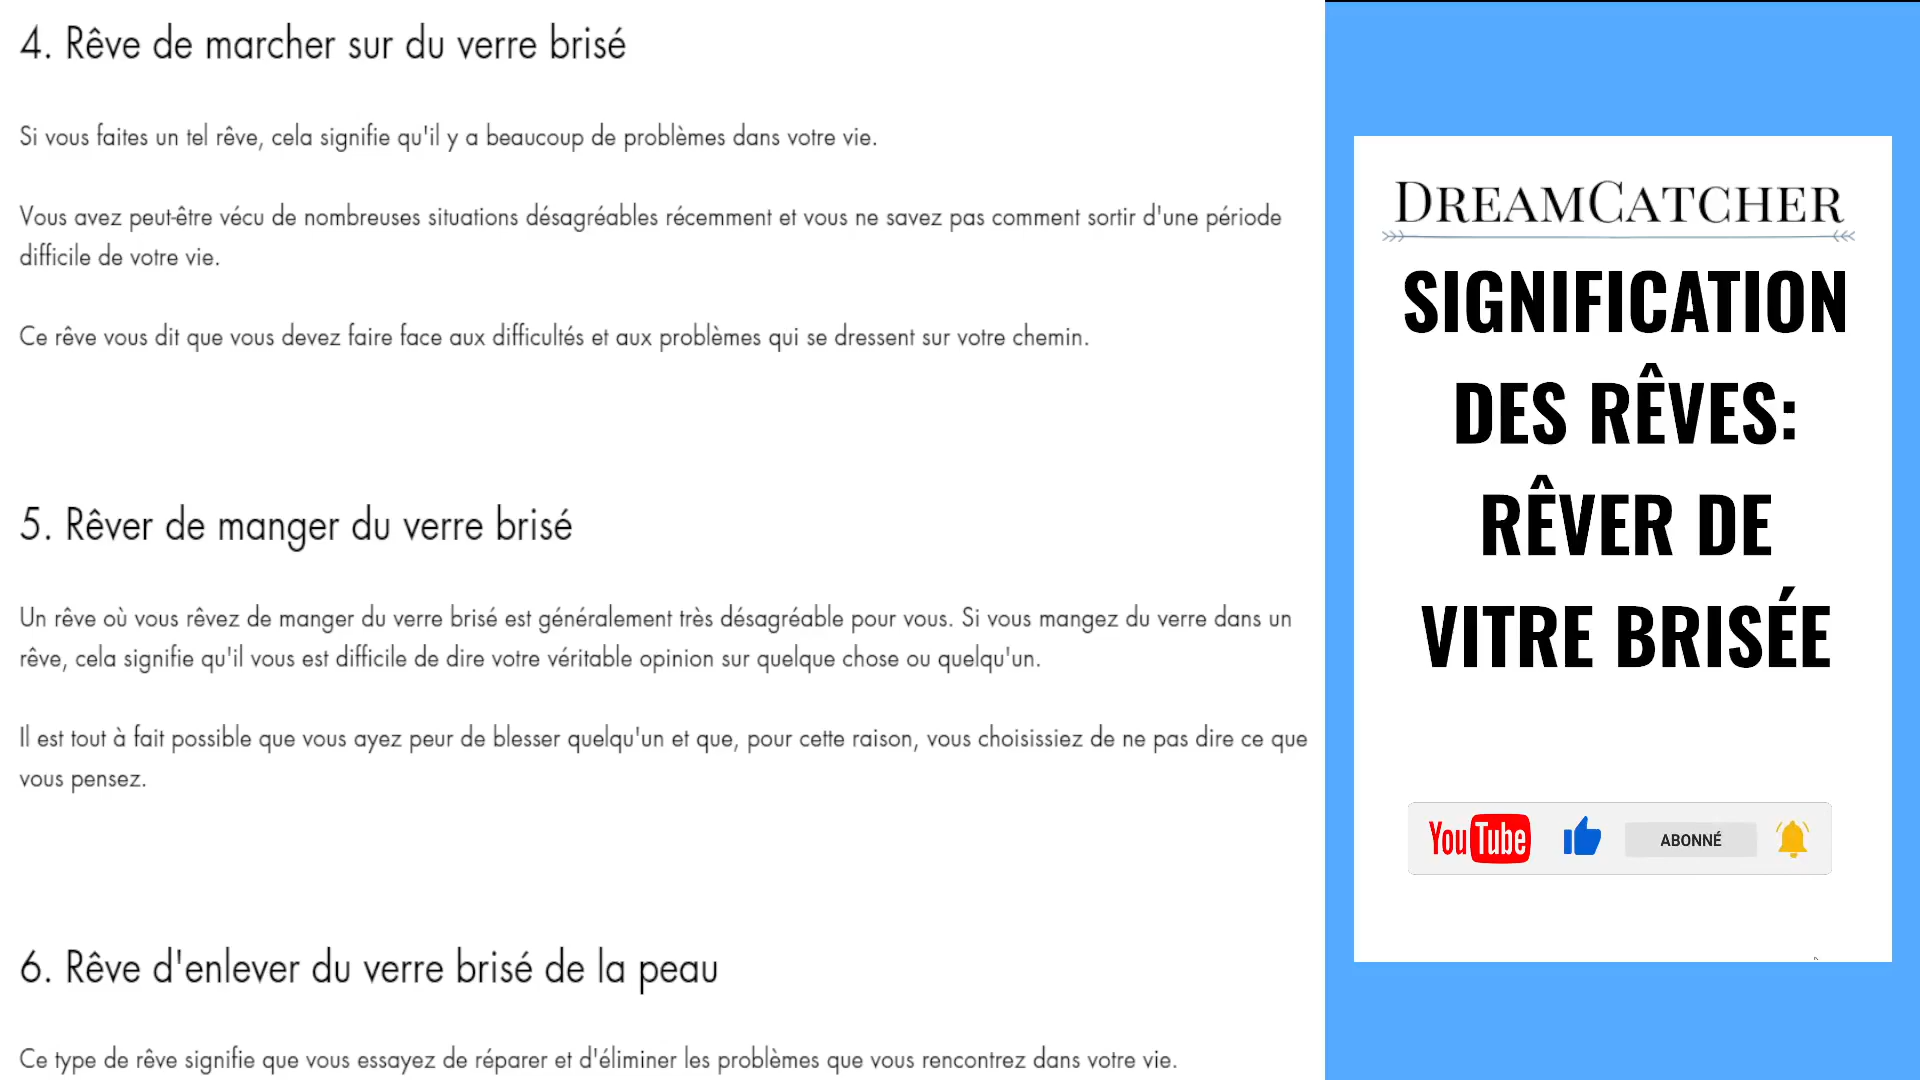 4. Rêve de marcher sur du verre brisé
Si vous faites un tel rêve, cela signifie qu'il y a beaucoup de problèmes dans votre vie.
Vous avez peut-être vécu de nombreuses situations désagréables récemment et vous ne savez pas comment sortir d'une période
difficile de votre vie.
Ce rêve vous dit que vous devez faire face aux difficultés et aux problèmes qui se dressent sur votre chemin.
5. Rêver de manger du verre brisé
Un rêve où vous rêvez de manger du verre brisé est généralement très désagréable pour vous. Si vous mangez du verre dans un
rêve, cela signifie qu'il vous est difficile de dire votre véritable opinion sur quelque chose ou quelqu'un.
Il est tout à fait possible que vous ayez peur de blesser quelqu'un et que, pour cette raison, vous choisissiez de ne pas dire ce que
vous pensez.
6. Rêve d'enlever du verre brisé de la peau
Ce type de rêve signifie que vous essayez de réparer et d'éliminer les problèmes que vous rencontrez dans votre vie.
DREAMCATCHER
SIGNIFICATION
DES RÊVES:
RÊVER DE
VITRE BRISÉE
YouTube
ABONNÉ